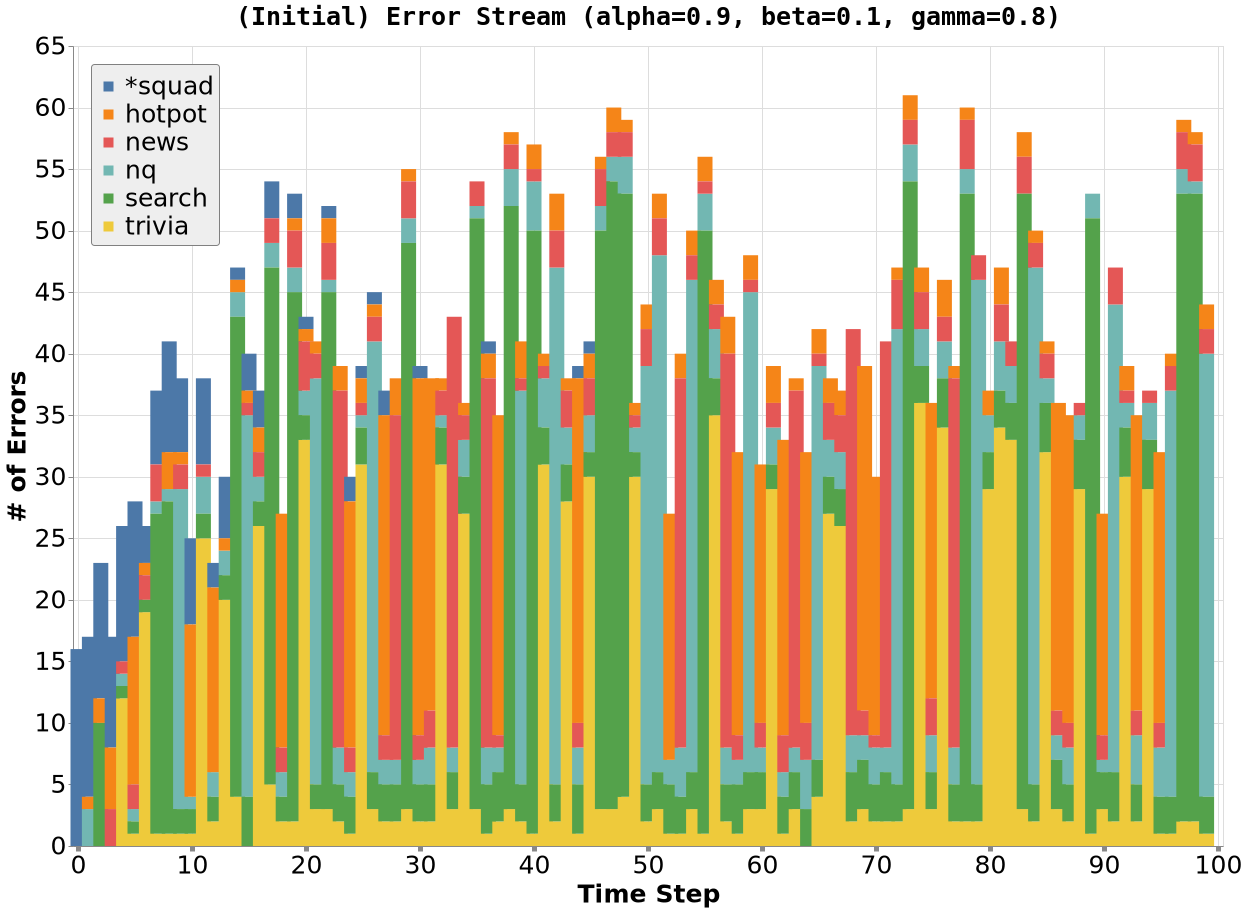 (Initial) Error Stream (alpha=0.9, beta=0.1, gamma=0.8)
65
60
55
50
45
40
35
30
25
20
15
10
5
0
# of Errors
*squad
hotpot
news
nq
search
trivia
0 10 20 30 40 50 60 70 80 90 100
Time Step